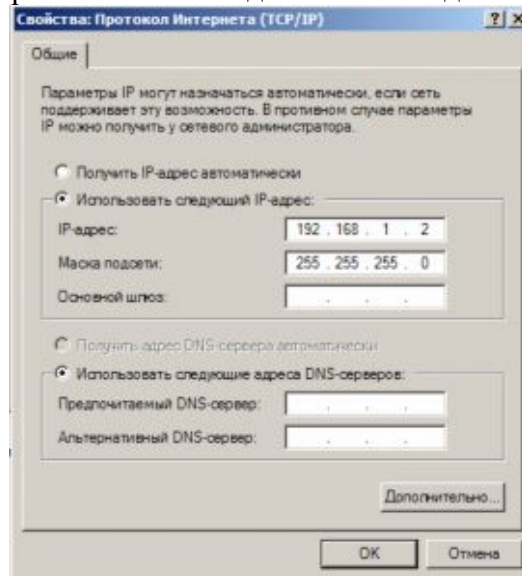 Свойства: Протокол Интернета (TCP/IP)
Общие
Параметры IP могут назначаться автоматически, если сеть
поддерживает эту возможность. В противном случае параметры
IP можно получить у сетевого администратора.
Получить IP-адрес автоматически
Использовать следующий IP-адрес:
IP-адрес: 192 . 168 . 1 . 2
Маска подсети: 255 . 255 . 255 . 0
Основной шлюз: . . .
Получить адрес DNS-сервера автоматически
Использовать следующие адреса DNS-серверов:
Предпочитаемый DNS-сервер: . . .
Альтернативный DNS-сервер: . . .
Дополнительно...
OK Отмена